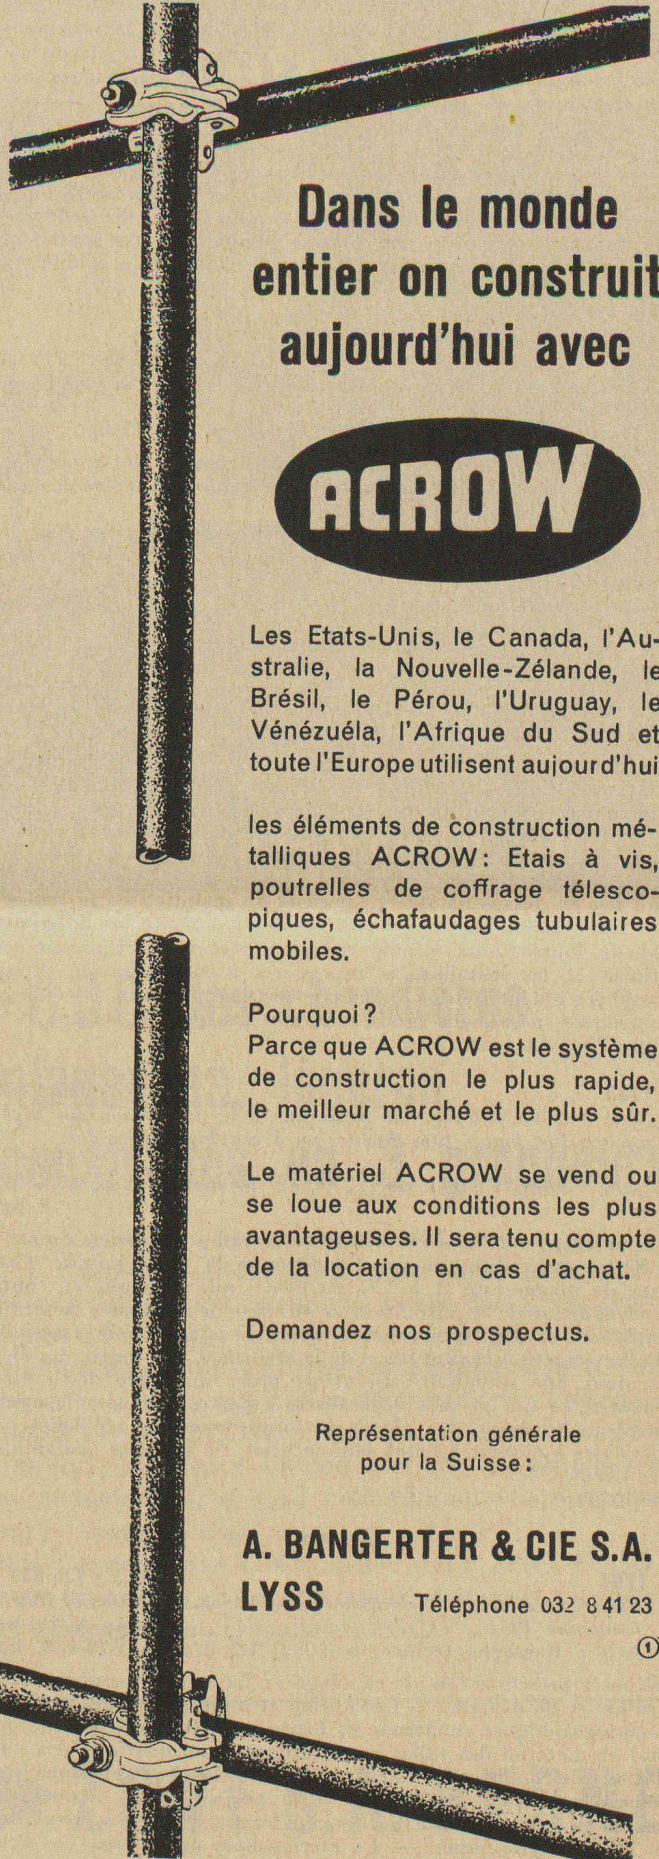 Dans le monde
entier on construit
aujourd'hui avec
ACROW
Les Etats-Unis, le Canada, l'Au-
stralie, la Nouvelle-Zélande, le
Brésil, le Pérou, l'Uruguay, le
Vénézuéla, l'Afrique du Sud et
toute l'Europe utilisent aujourd'hui
les éléments de construction mé-
talliques ACROW: Etais à vis,
poutrelles de coffrage télesco-
piques, échafaudages tubulaires
mobiles.
Pourquoi?
Parce que ACROW est le système
de construction le plus rapide,
le meilleur marché et le plus sûr.
Le matériel ACROW se vend ou
se loue aux conditions les plus
avantageuses. Il sera tenu compte
de la location en cas d'achat.
Demandez nos prospectus.
Représentation générale
pour la Suisse:
A. BANGERTER & CIE S.A.
LYSS Téléphone 032 8 41 23
①